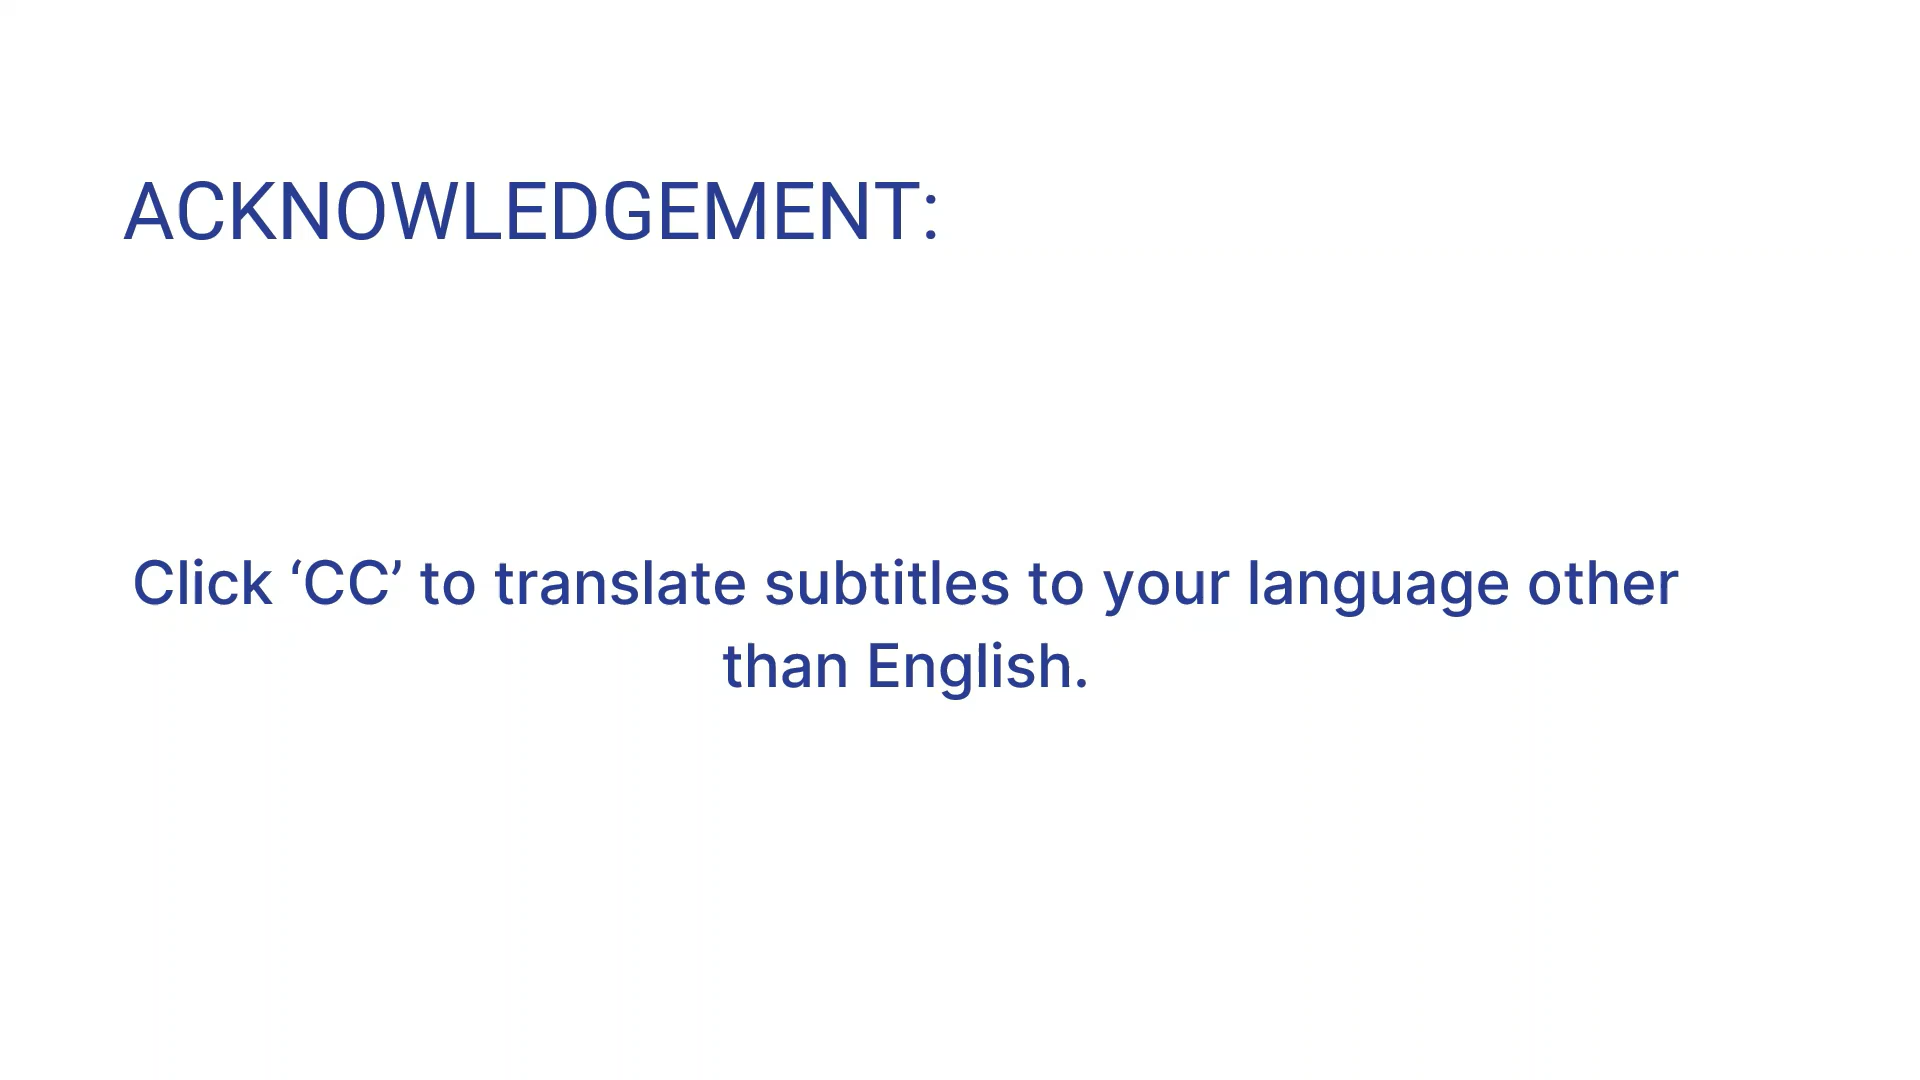 ACKNOWLEDGEMENT:
Click ‘CC’ to translate subtitles to your language other
than English.